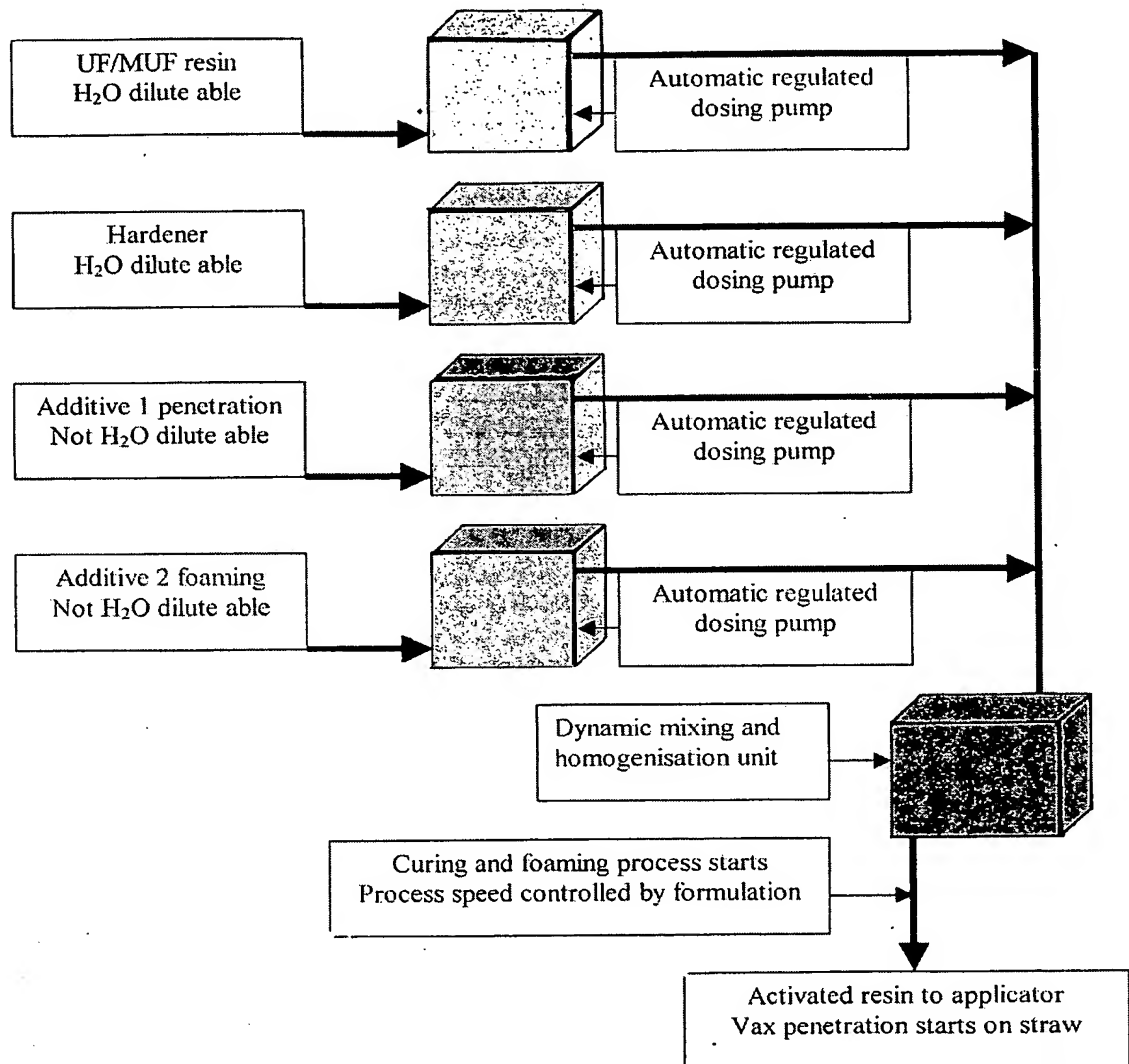 UF/MUF resin
H₂O dilute able
Automatic regulated
dosing pump
Hardener
H₂O dilute able
Automatic regulated
dosing pump
Additive 1 penetration
Not H₂O dilute able
Automatic regulated
dosing pump
Additive 2 foaming
Not H₂O dilute able
Automatic regulated
dosing pump
Dynamic mixing and
homogenisation unit
Curing and foaming process starts
Process speed controlled by formulation
Activated resin to applicator
Vax penetration starts on straw